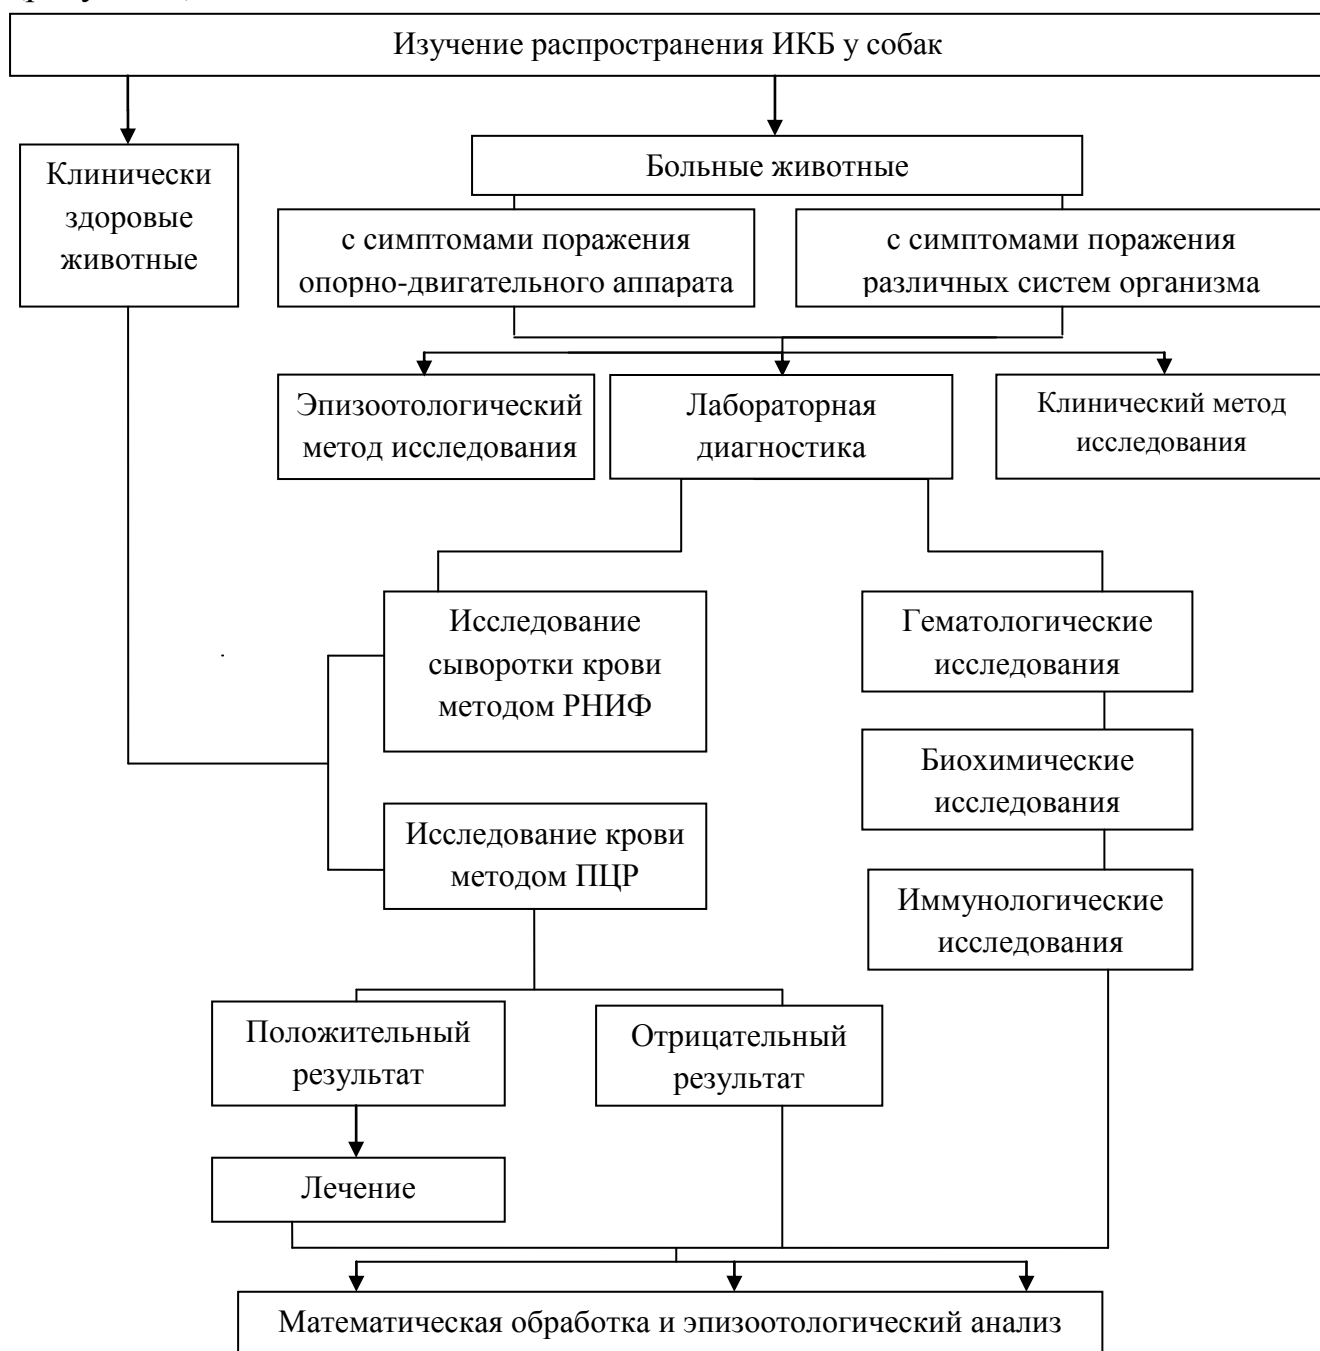 Изучение распространения ИКБ у собак
Клинически
здоровые
животные
Больные животные
с симптомами поражения
опорно-двигательного аппарата
с симптомами поражения
различных систем организма
Эпизоотологический
метод исследования
Лабораторная
диагностика
Клинический метод
исследования
Исследование
сыворотки крови
методом РНИФ
Гематологические
исследования
Биохимические
исследования
Исследование крови
методом ПЦР
Иммунологические
исследования
Положительный
результат
Отрицательный
результат
Лечение
Математическая обработка и эпизоотологический анализ